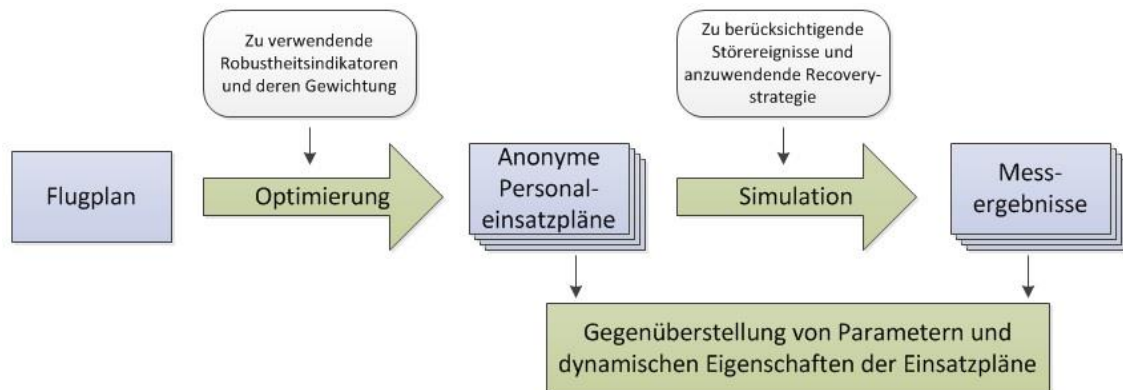 Zu verwendende
Robustheitsindikatoren
und deren Gewichtung
Zu berücksichtigende
Störereignisse und
anzuwendende Recovery-
strategie
Flugplan
Optimierung
Anonyme
Personal-
einsatzpläne
Simulation
Mess-
ergebnisse
Gegenüberstellung von Parametern und
dynamischen Eigenschaften der Einsatzpläne